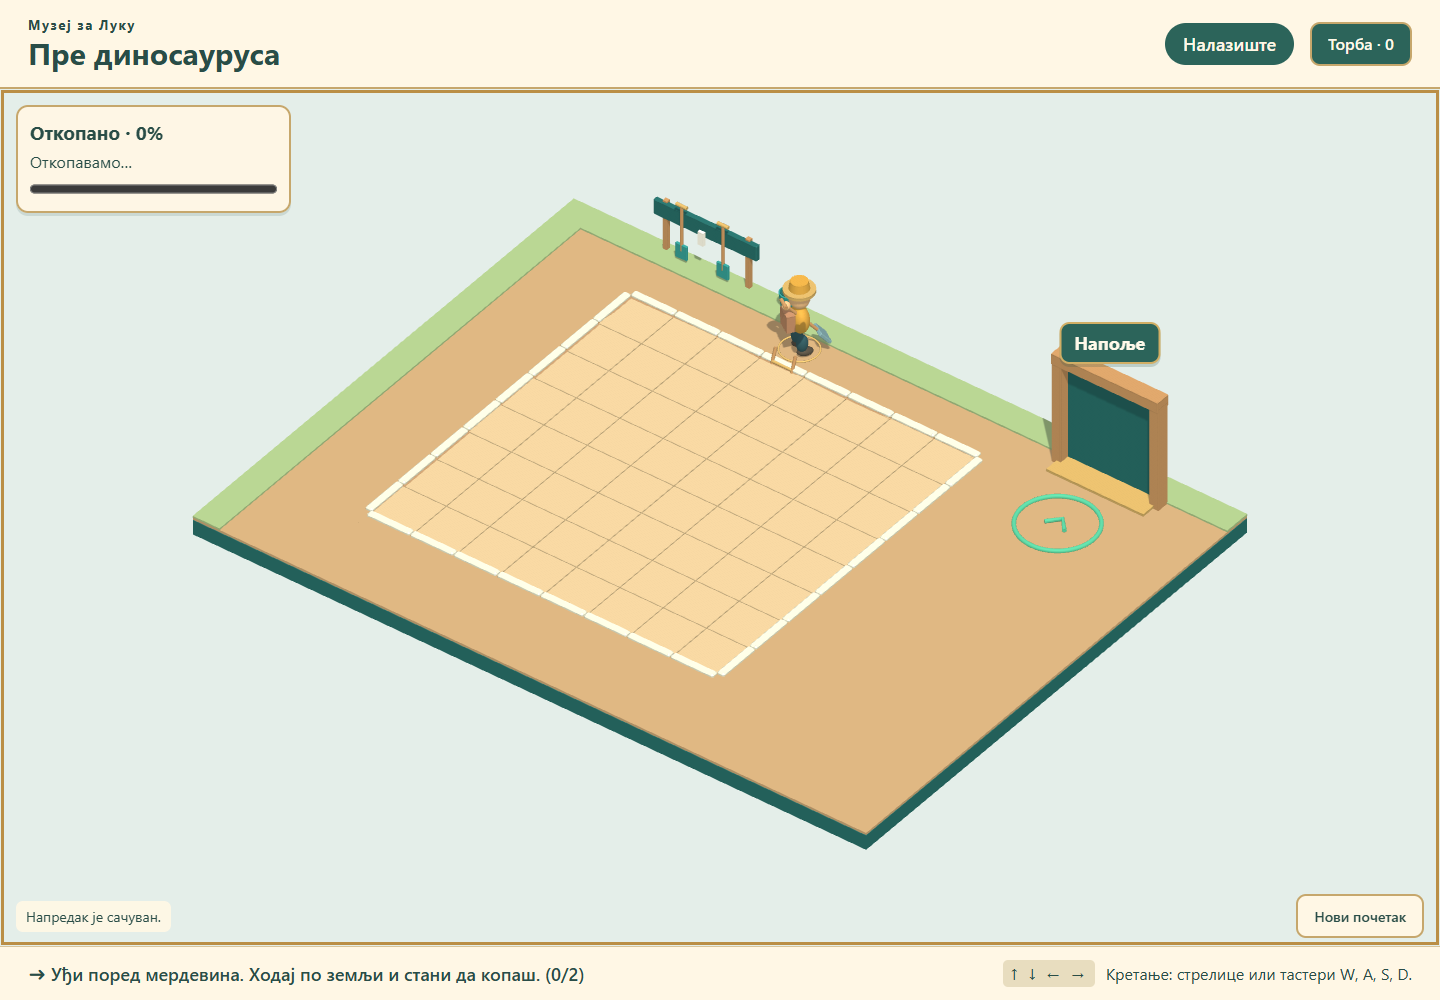 Музеј за Луку
Пре диносауруса
Налазиште
Торба · 0
Откопано · 0%
Откопавамо...
Напоље
Напредак је сачуван.
Нови почетак
→ Уђи поред мердевина. Ходај по земљи и стани да копаш. (0/2)
↑ ↓ ← → Кретање: стрелице или тастери W, A, S, D.